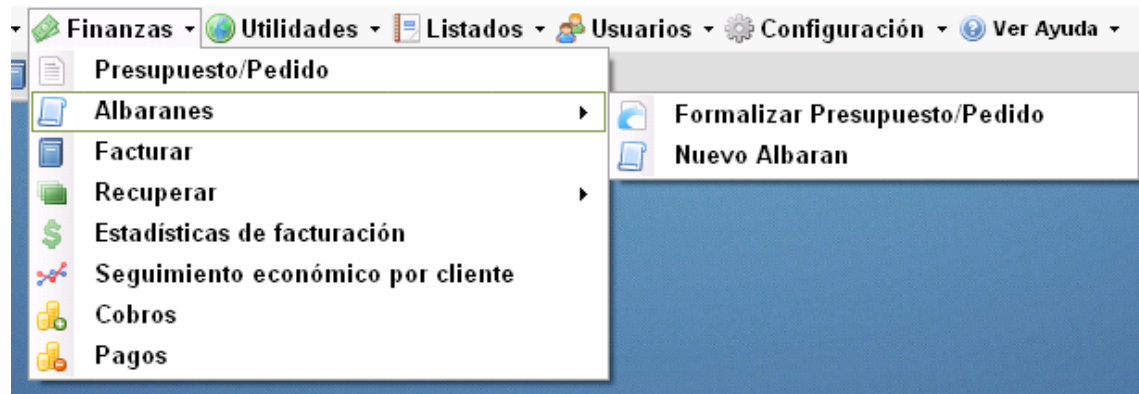 Finanzas Utilidades Listados Usuarios Configuración Ver Ayuda
Presupuesto/Pedido
Albaranes
Formalizar Presupuesto/Pedido
Facturar
Nuevo Albaran
Recuperar
Estadísticas de facturación
Seguimiento económico por cliente
Cobros
Pagos